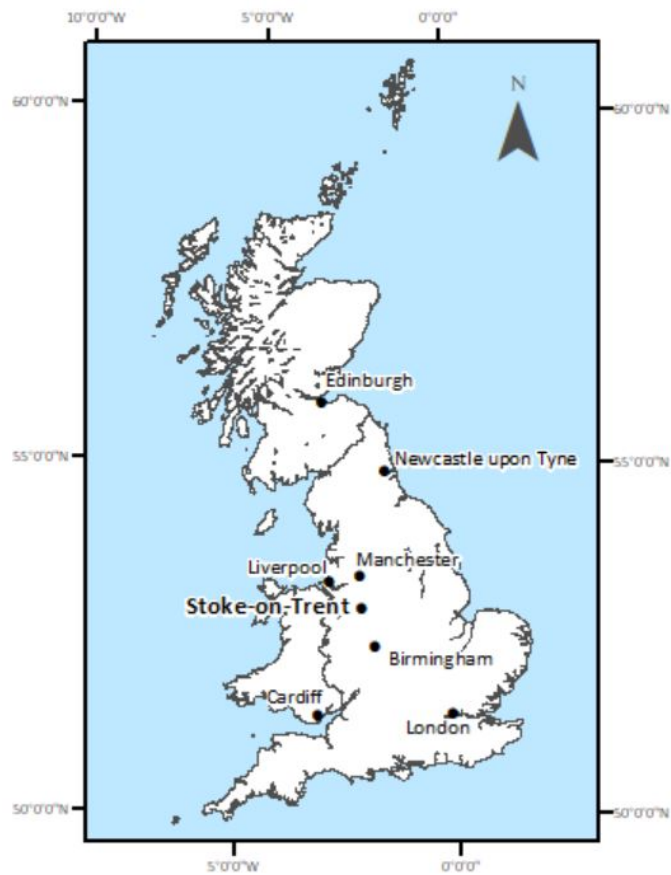 10°0'0"W 5°0'0"W 0°0'0"
60°0'0"N 60°0'0"N
N
Edinburgh
55°0'0"N 55°0'0"N
Newcastle upon Tyne
Manchester
Liverpool
Stoke-on-Trent
Birmingham
Cardiff
London
50°0'0"N 50°0'0"N
5°0'0"W 0°0'0"